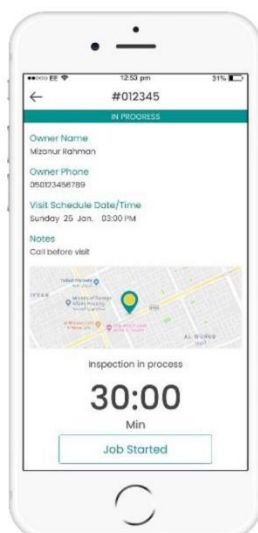 EE 12:53 pm 31%
#012345
IN PROGRESS
Owner Name
Mizanur Rahman
Owner Phone
050123456789
Visit Schedule Date/Time
Sunday 25 Jan. 03:00 PM
Notes
Call before visit
AL WUROD
Inspection in process
30:00
Min
Job Started